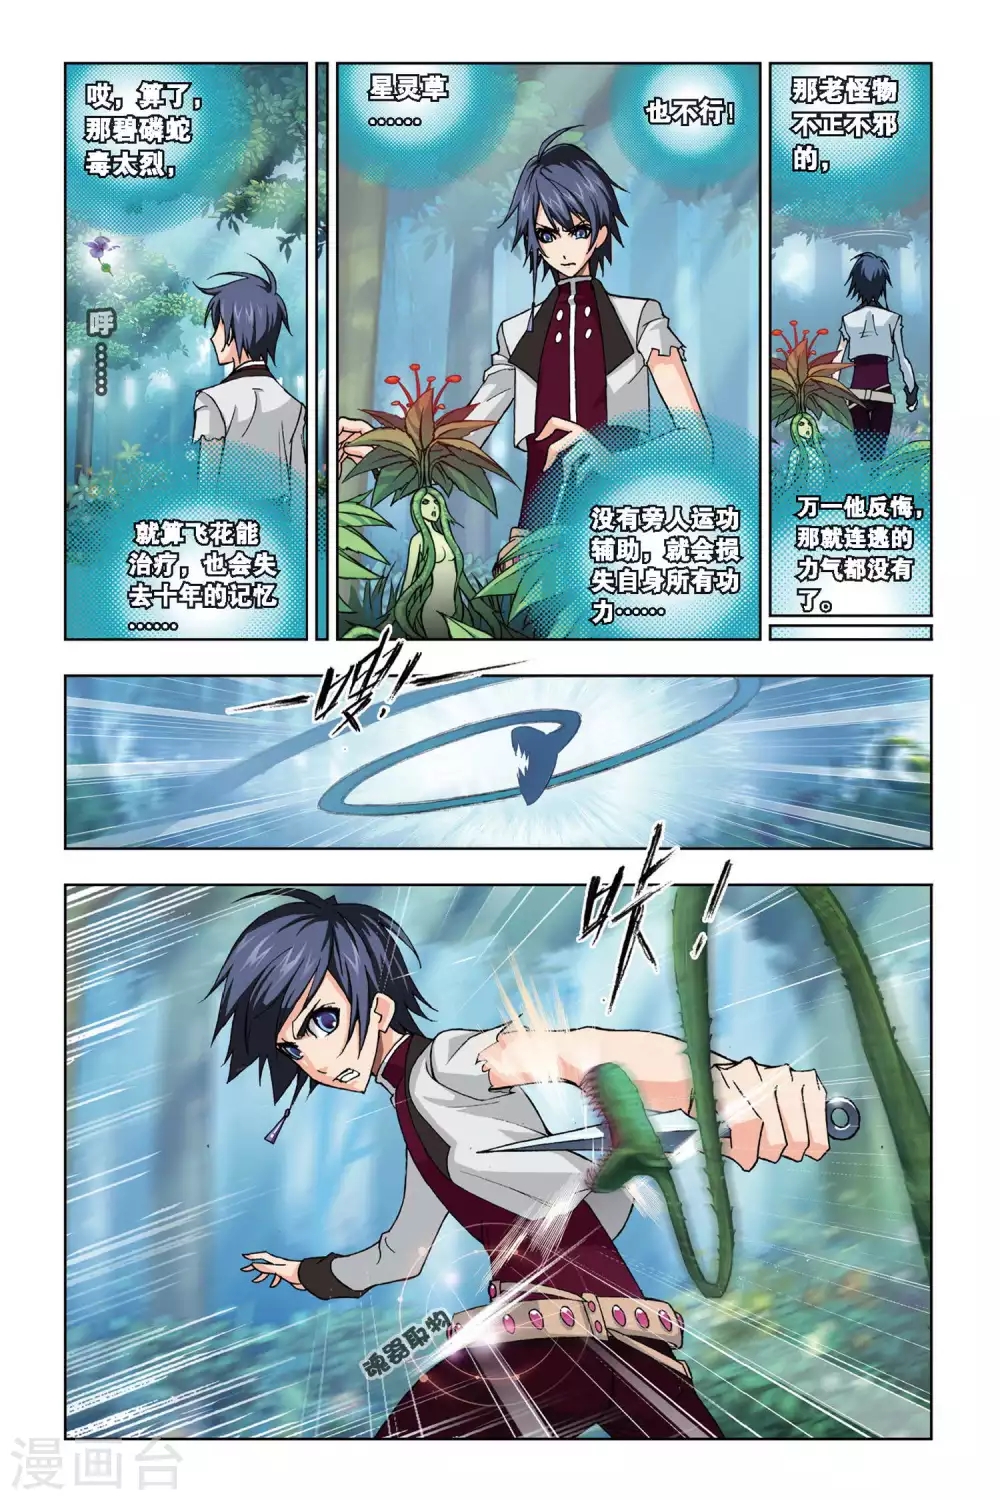 哎，算了，
那碧磷蛇
毒太烈，
呼……
就算飞花能
治疗，也会失
去十年的记忆
……
星灵草
……
也不行！
没有旁人运功
辅助，就会损
失自身所有功
力……
那老怪物
不正不邪
的，
万一他反悔，
那就连逃的
力气都没有
了。
嗖！
咔！
魂器取物
漫画台